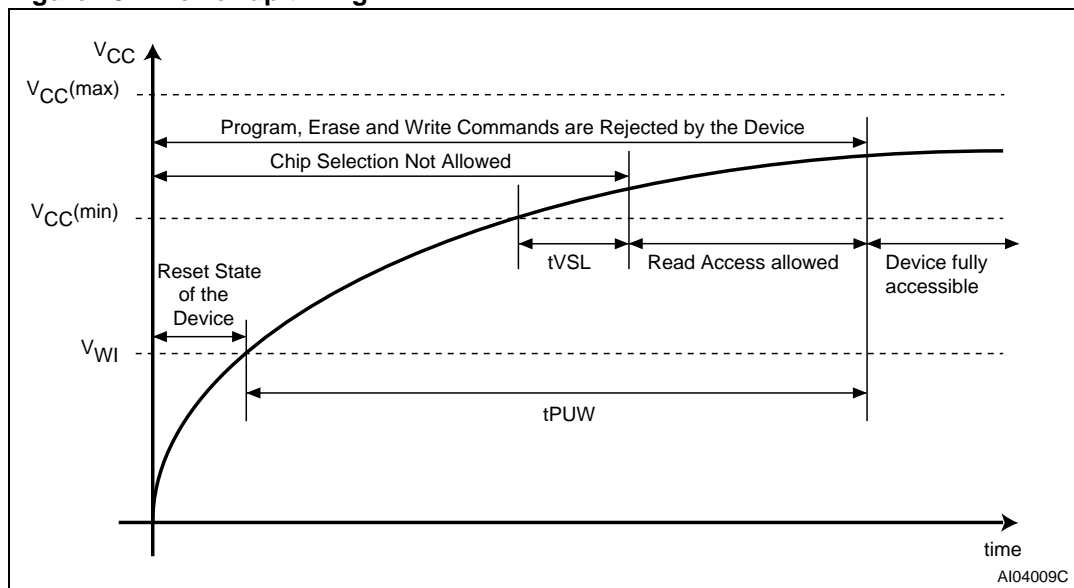 VCC
VCC(max)
Program, Erase and Write Commands are Rejected by the Device
Chip Selection Not Allowed
VCC(min)
tVSL
Read Access allowed
Device fully
accessible
Reset State
of the
Device
VWI
tPUW
time
AI04009C